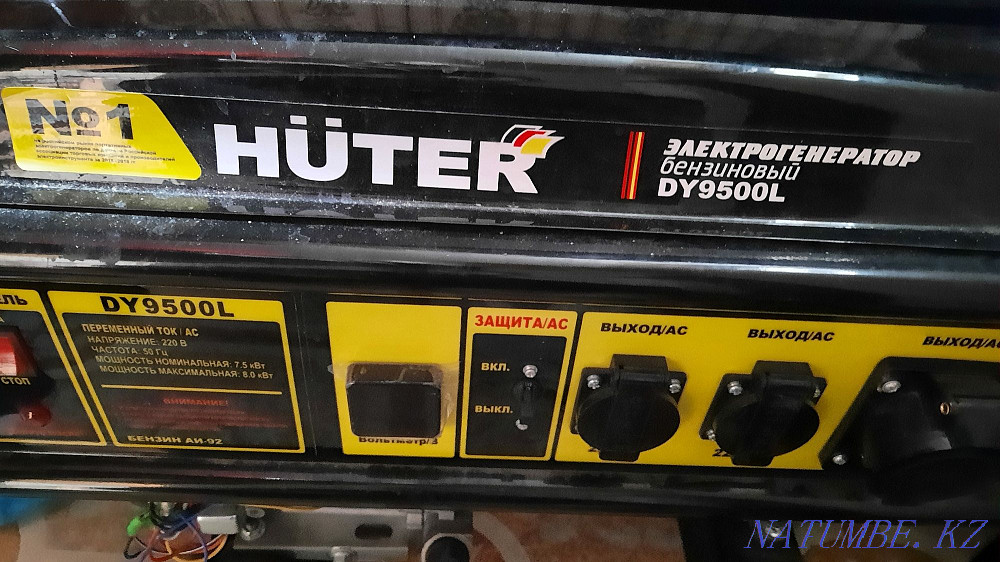 №1
HÜTER
ЭЛЕКТРОГЕНЕРАТОР
бензиновый
DY9500L
ЕЛЬ
СТОП
DY9500L
ПЕРЕМЕННЫЙ ТОК / AC
НАПРЯЖЕНИЕ: 220 В
ЧАСТОТА: 50 Гц
МОЩНОСТЬ НОМИНАЛЬНАЯ: 7.5 кВт
МОЩНОСТЬ МАКСИМАЛЬНАЯ: 8.0 кВт
ВНИМАНИЕ!
БЕНЗИН АИ-92
Вольтметр/В
ЗАЩИТА/AC
ВКЛ.
ВЫКЛ.
ВЫХОД/AC
ВЫХОД/AC
ВЫХОД/AC
NATUMBE.KZ